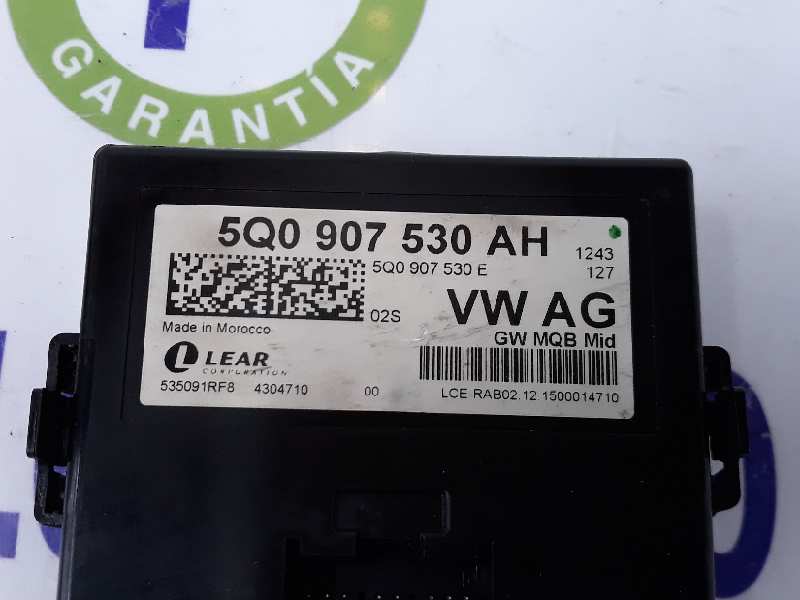 GARANTÍA
5Q0 907 530 AH
1243
5Q0 907 530 E
127
02S
VW AG
Made in Morocco
GW MQB Mid
LEAR
CORPORATION
535091RF8 4304710 00
LCE RAB02.12.1500014710